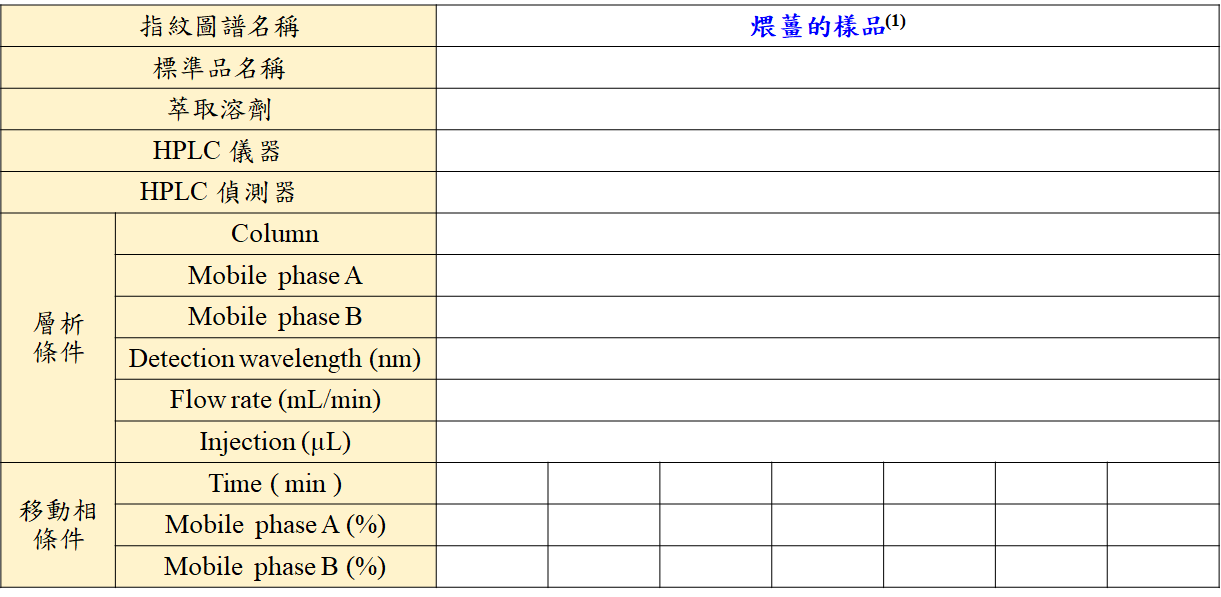 指紋圖譜名稱 煨薑的樣品(1)
標準品名稱
萃取溶劑
HPLC 儀器
HPLC 偵測器
層析
條件
Column
Mobile phase A
Mobile phase B
Detection wavelength (nm)
Flow rate (mL/min)
Injection (µL)
移動相
條件
Time ( min )
Mobile phase A (%)
Mobile phase B (%)